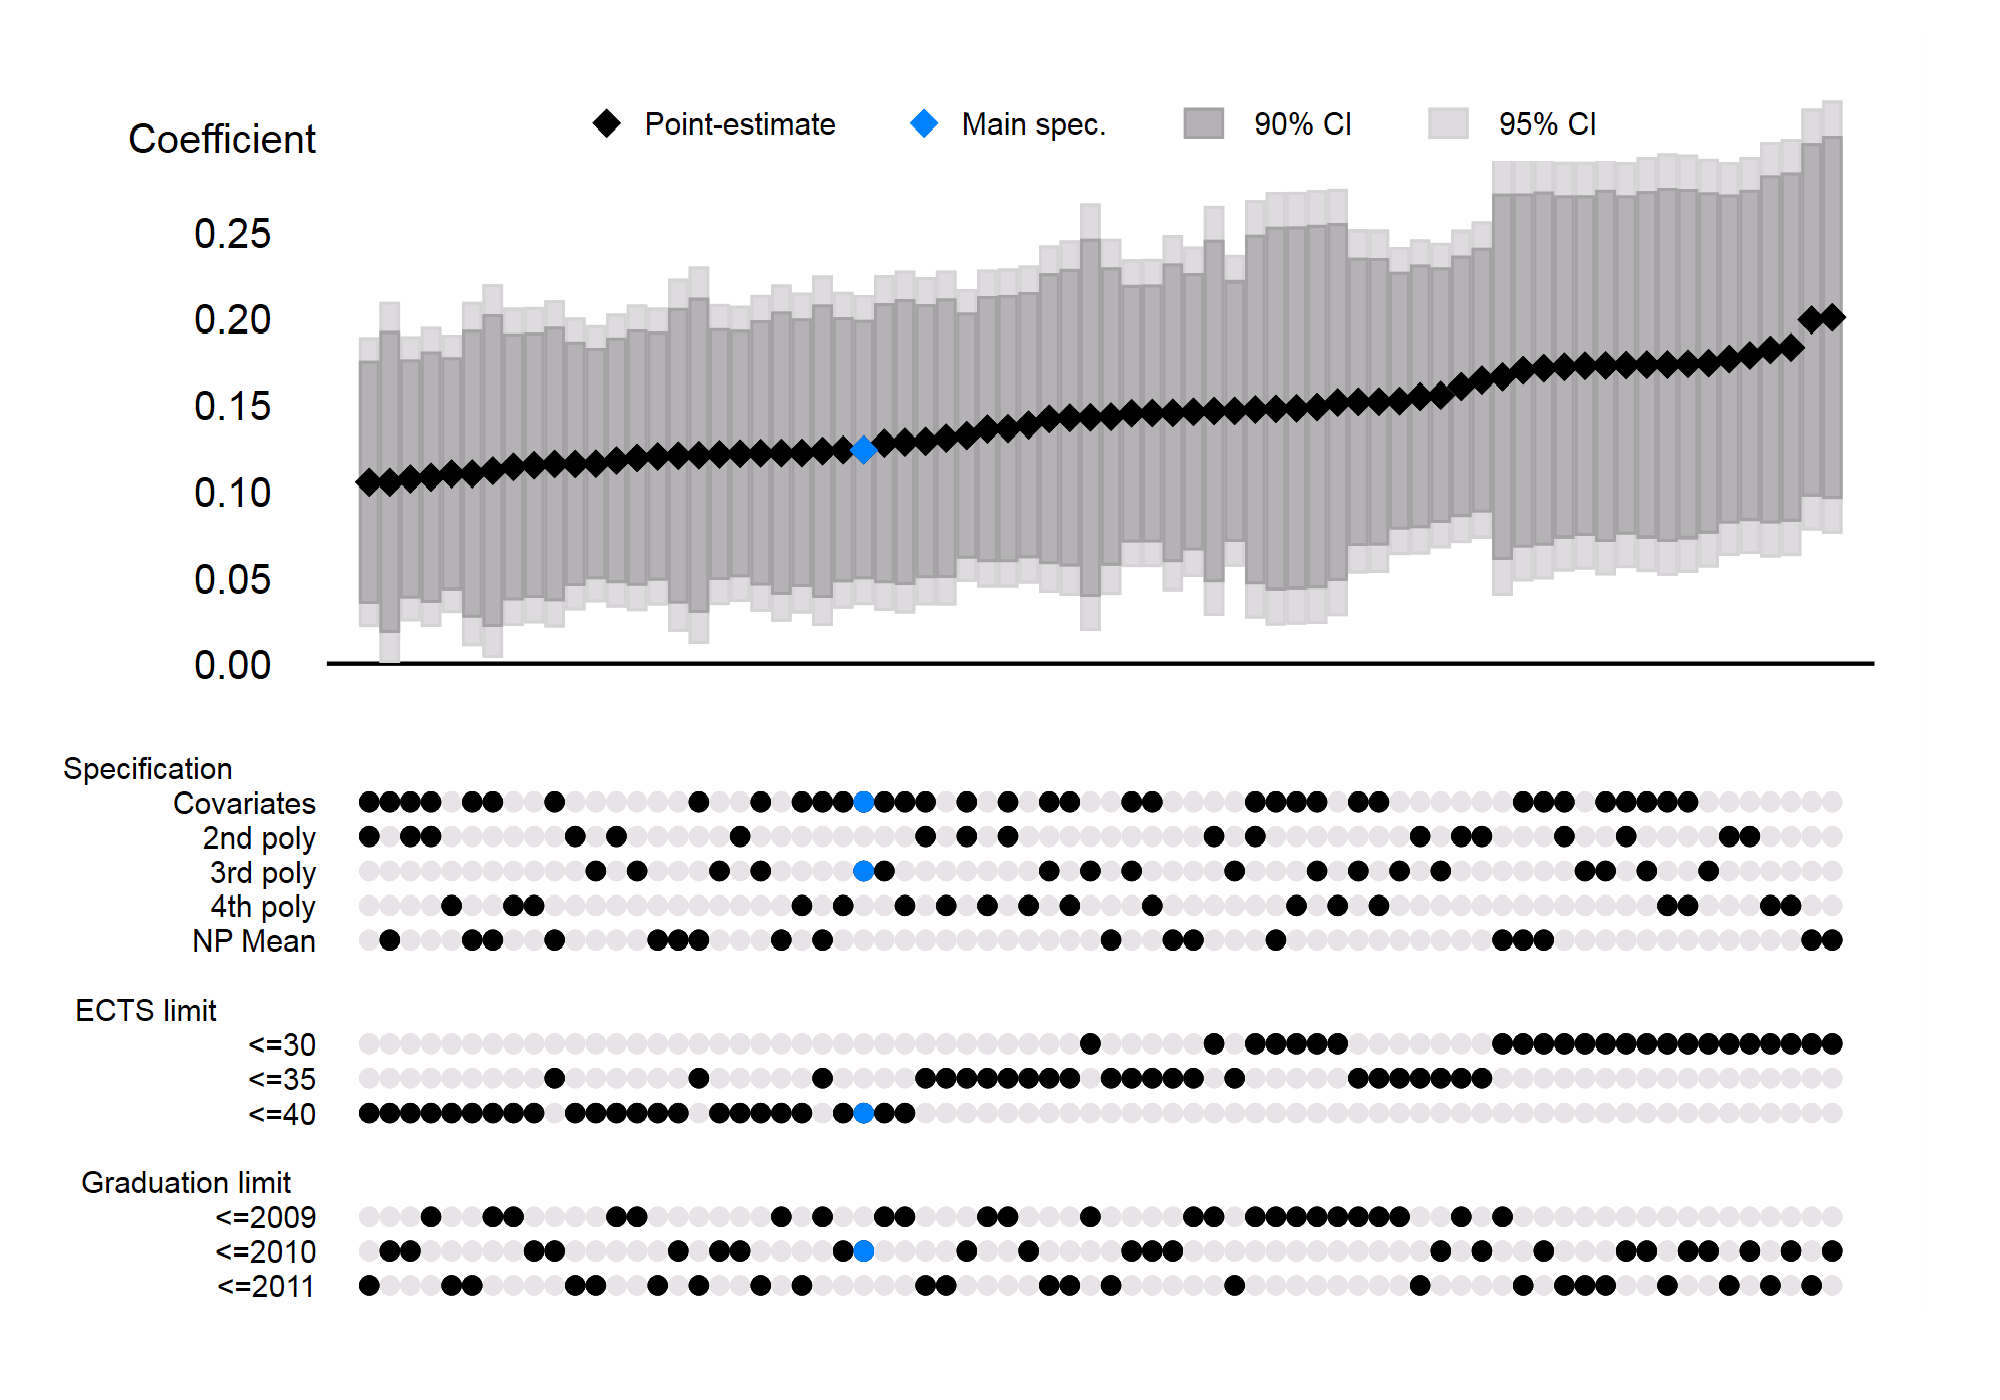 Coefficient
Point-estimate
Main spec.
90% CI
95% CI
0.25
0.20
0.15
0.10
0.05
0.00
Specification
Covariates
2nd poly
3rd poly
4th poly
NP Mean
ECTS limit
<=30
<=35
<=40
Graduation limit
<=2009
<=2010
<=2011